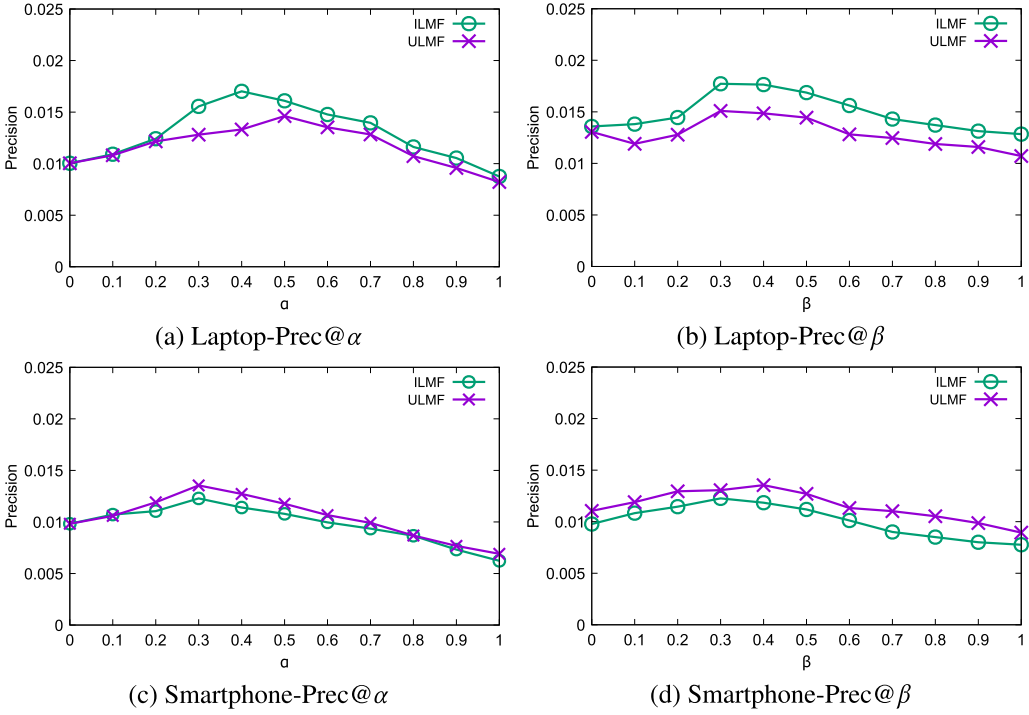 0.025
0.02
0.015
0.01
0.005
0
Precision
ILMF
ULMF
0 0.1 0.2 0.3 0.4 0.5 0.6 0.7 0.8 0.9 1
α
(a) Laptop-Prec@α
0.025
0.02
0.015
0.01
0.005
0
Precision
ILMF
ULMF
0 0.1 0.2 0.3 0.4 0.5 0.6 0.7 0.8 0.9 1
β
(b) Laptop-Prec@β
0.025
0.02
0.015
0.01
0.005
0
Precision
ILMF
ULMF
0 0.1 0.2 0.3 0.4 0.5 0.6 0.7 0.8 0.9 1
α
(c) Smartphone-Prec@α
0.025
0.02
0.015
0.01
0.005
0
Precision
ILMF
ULMF
0 0.1 0.2 0.3 0.4 0.5 0.6 0.7 0.8 0.9 1
β
(d) Smartphone-Prec@β